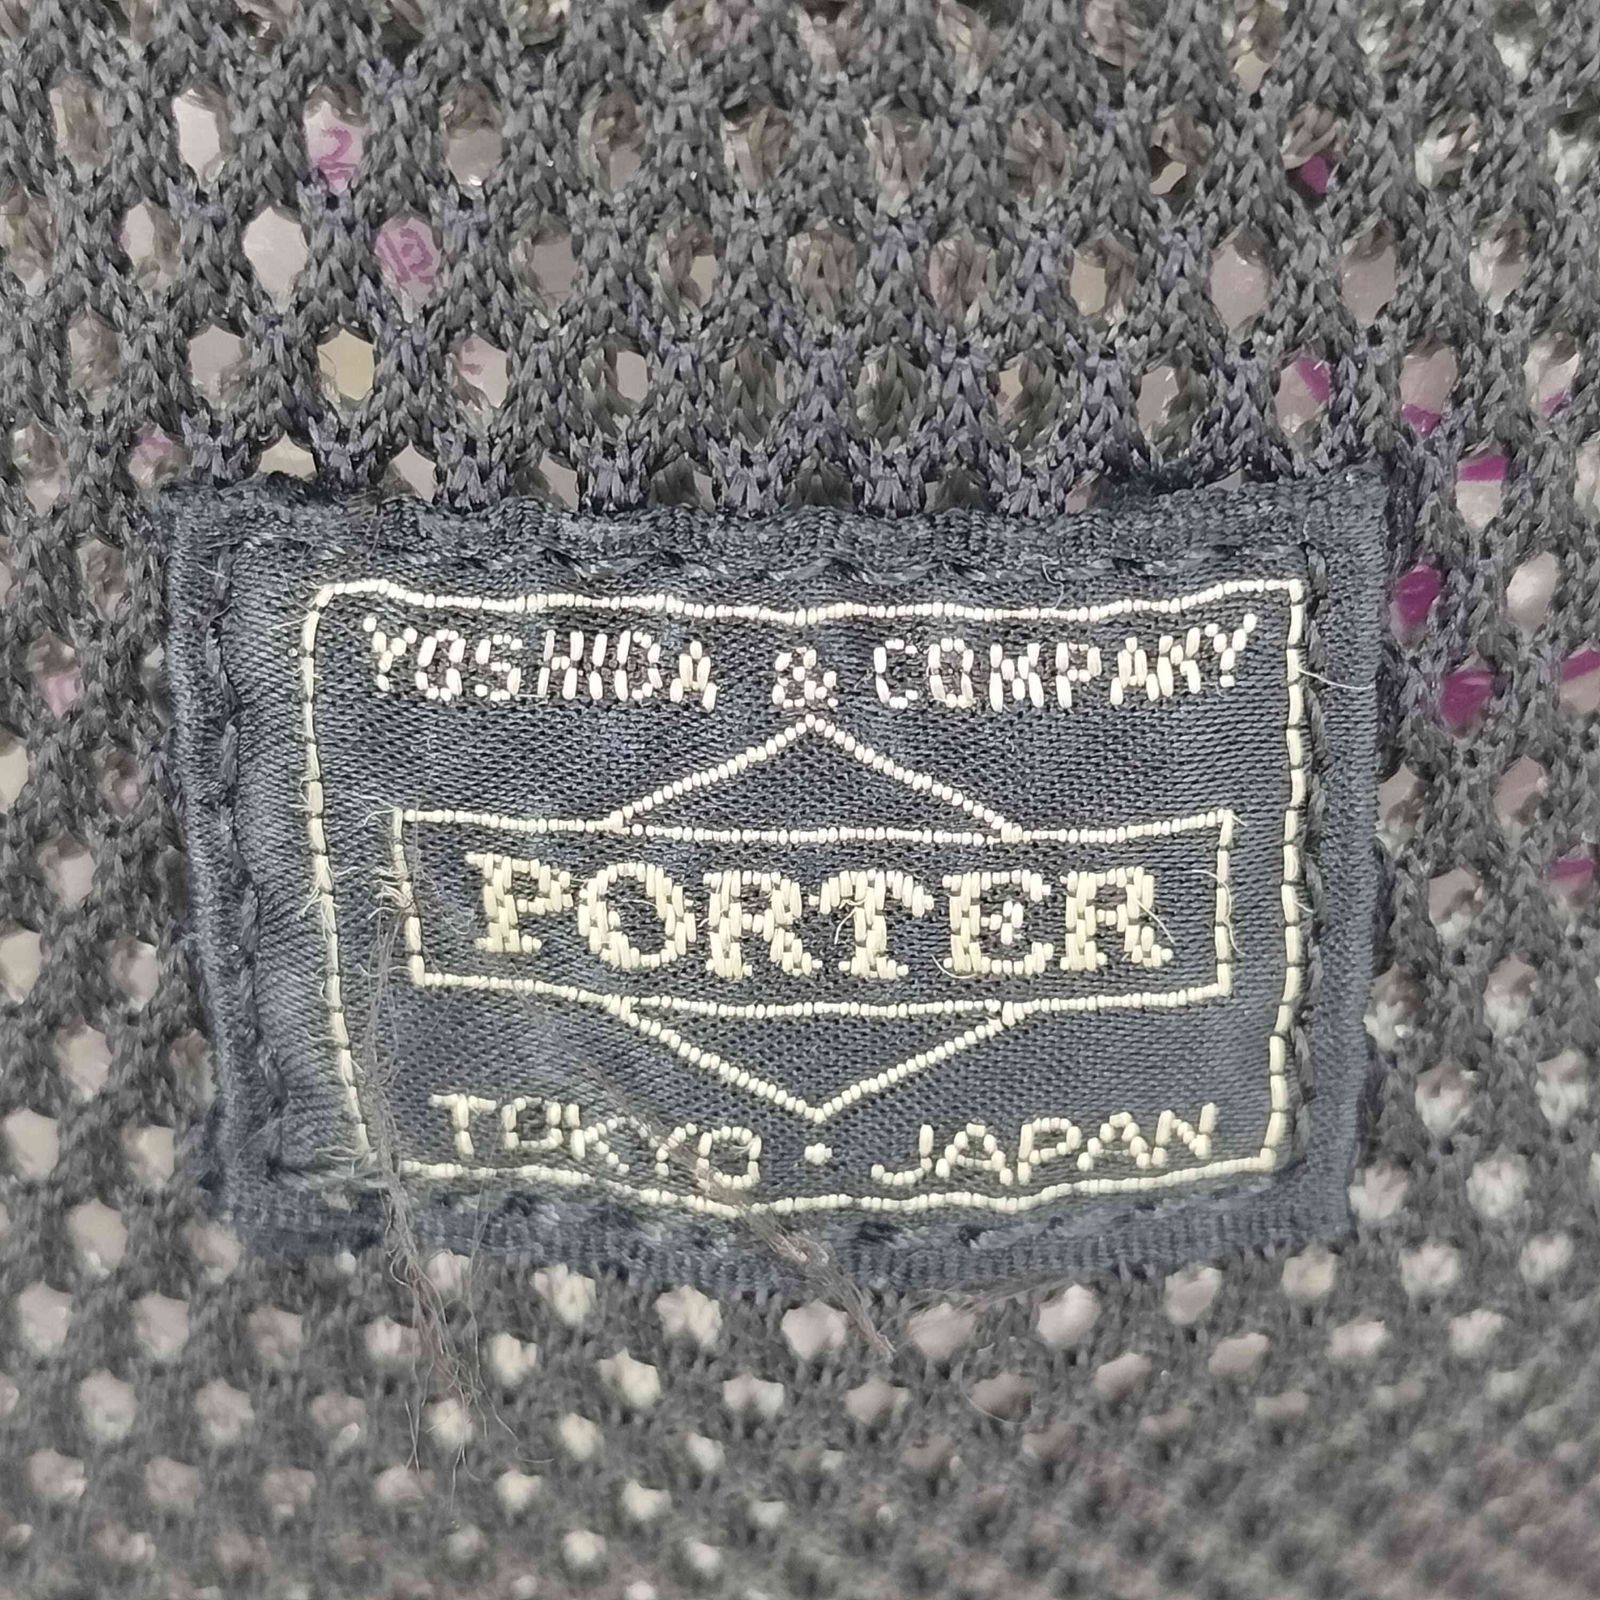 YOSHIDA & COMPANY
PORTER
TOKYO · JAPAN